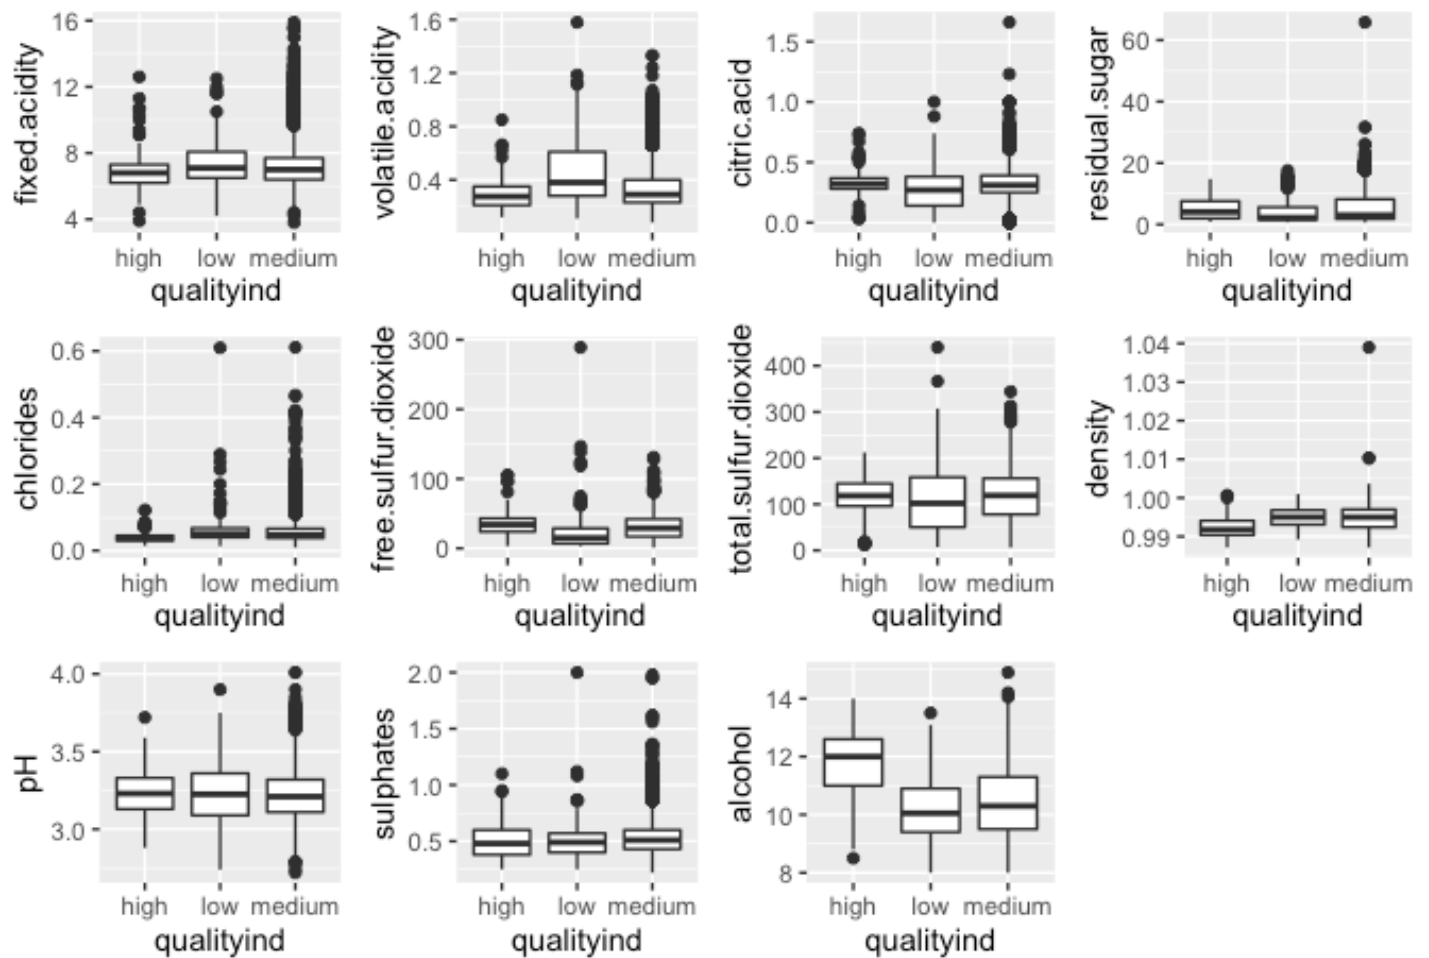 fixed.acidity
16
12
8
4
high low medium
qualityind
volatile.acidity
1.6
1.2
0.8
0.4
high low medium
qualityind
citric.acid
1.5
1.0
0.5
0.0
high low medium
qualityind
residual.sugar
60
40
20
0
high low medium
qualityind
chlorides
0.6
0.4
0.2
0.0
high low medium
qualityind
free.sulfur.dioxide
300
200
100
0
high low medium
qualityind
total.sulfur.dioxide
400
300
200
100
0
high low medium
qualityind
density
1.04
1.03
1.02
1.01
1.00
0.99
high low medium
qualityind
pH
4.0
3.5
3.0
high low medium
qualityind
sulphates
2.0
1.5
1.0
0.5
high low medium
qualityind
alcohol
14
12
10
8
high low medium
qualityind